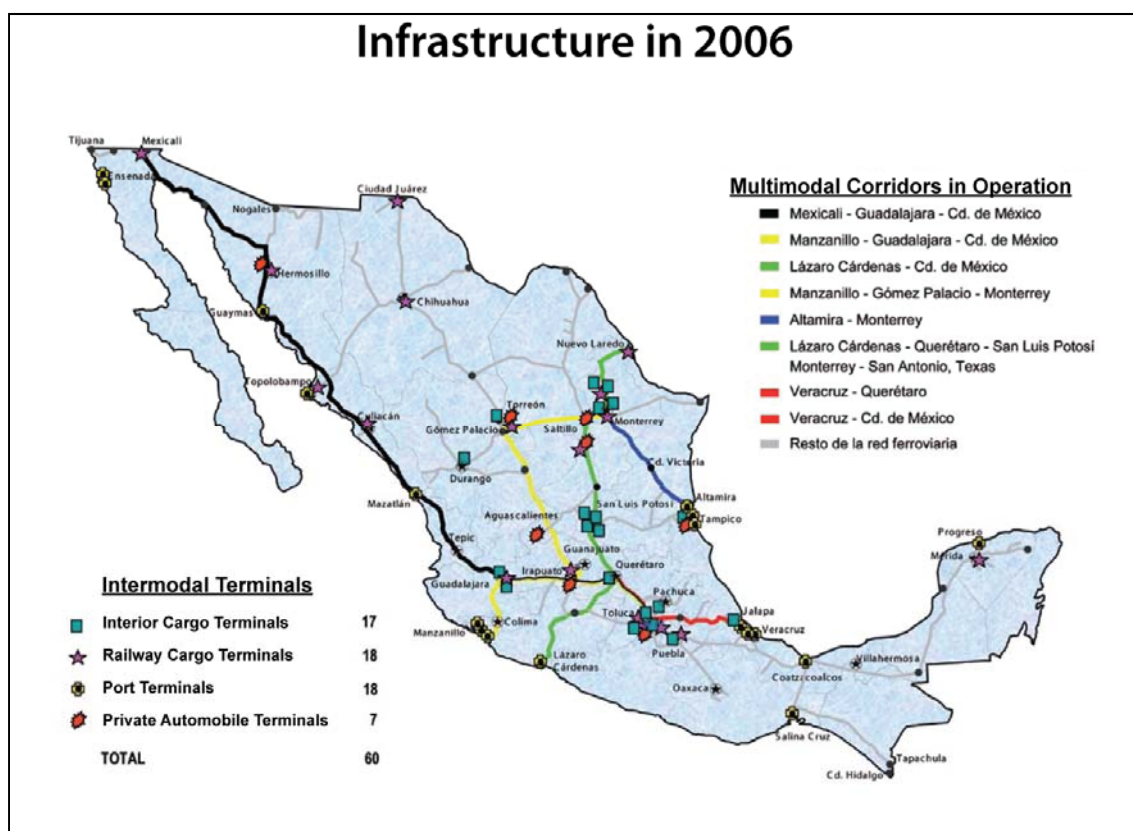 Infrastructure in 2006
Tijuana
Mexicali
Ensenada
Nogales
Ciudad Juárez
Hermosillo
Chihuahua
Guaymas
Nuevo Laredo
Topolobampo
Torreón
Gómez Palacio
Saltillo
Monterrey
Culiacán
Durango
Cd. Victoria
Mazatlán
San Luis Potosí
Altamira
Tampico
Aguascalientes
Tepic
Guanajuato
Irapuato
Querétaro
Guadalajara
Pachuca
Progreso
Mérida
Toluca
Jalapa
Manzanillo
Colima
Veracruz
Puebla
Lázaro
Cárdenas
Villahermosa
Coatzacoalcos
Oaxaca
Salina Cruz
Tapachula
Cd. Hidalgo
Multimodal Corridors in Operation
Mexicali - Guadalajara - Cd. de México
Manzanillo - Guadalajara - Cd. de México
Lázaro Cárdenas - Cd. de México
Manzanillo - Gómez Palacio - Monterrey
Altamira - Monterrey
Lázaro Cárdenas - Querétaro - San Luis Potosí
Monterrey - San Antonio, Texas
Veracruz - Querétaro
Veracruz - Cd. de México
Resto de la red ferroviaria
Intermodal Terminals
Interior Cargo Terminals 17
Railway Cargo Terminals 18
Port Terminals 18
Private Automobile Terminals 7
TOTAL 60